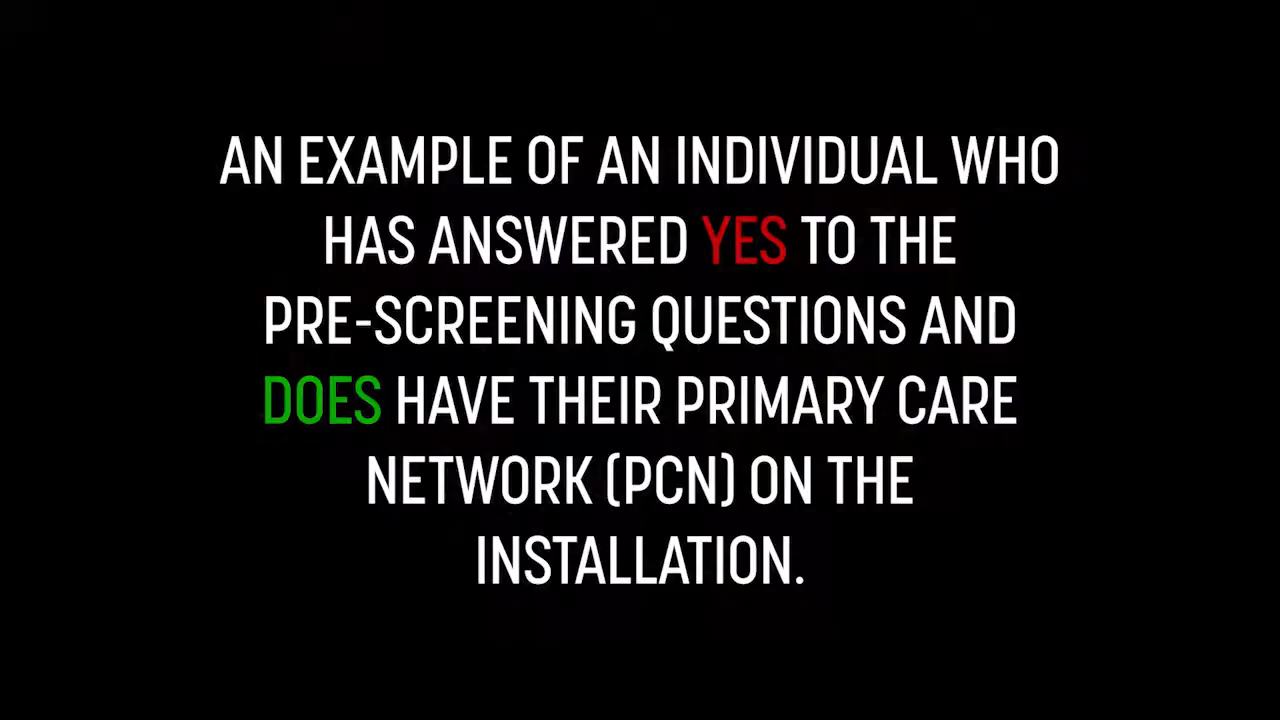 AN EXAMPLE OF AN INDIVIDUAL WHO
HAS ANSWERED YES TO THE
PRE-SCREENING QUESTIONS AND
DOES HAVE THEIR PRIMARY CARE
NETWORK (PCN) ON THE
INSTALLATION.